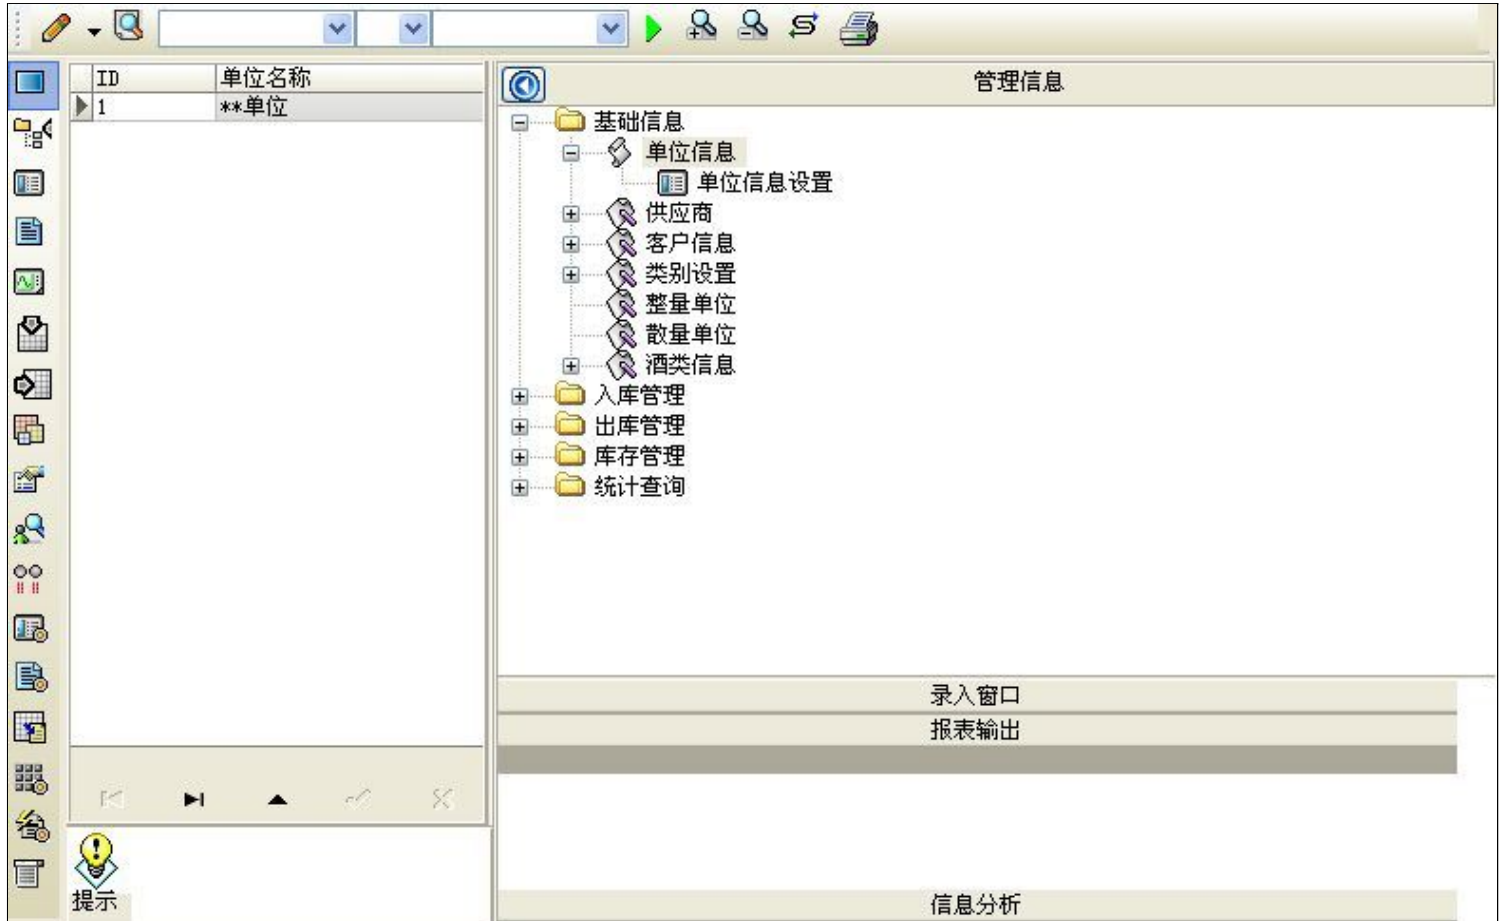 ID 单位名称
1 **单位
管理信息
基础信息
单位信息
单位信息设置
供应商
客户信息
类别设置
整量单位
散量单位
酒类信息
入库管理
出库管理
库存管理
统计查询
录入窗口
报表输出
提示
信息分析